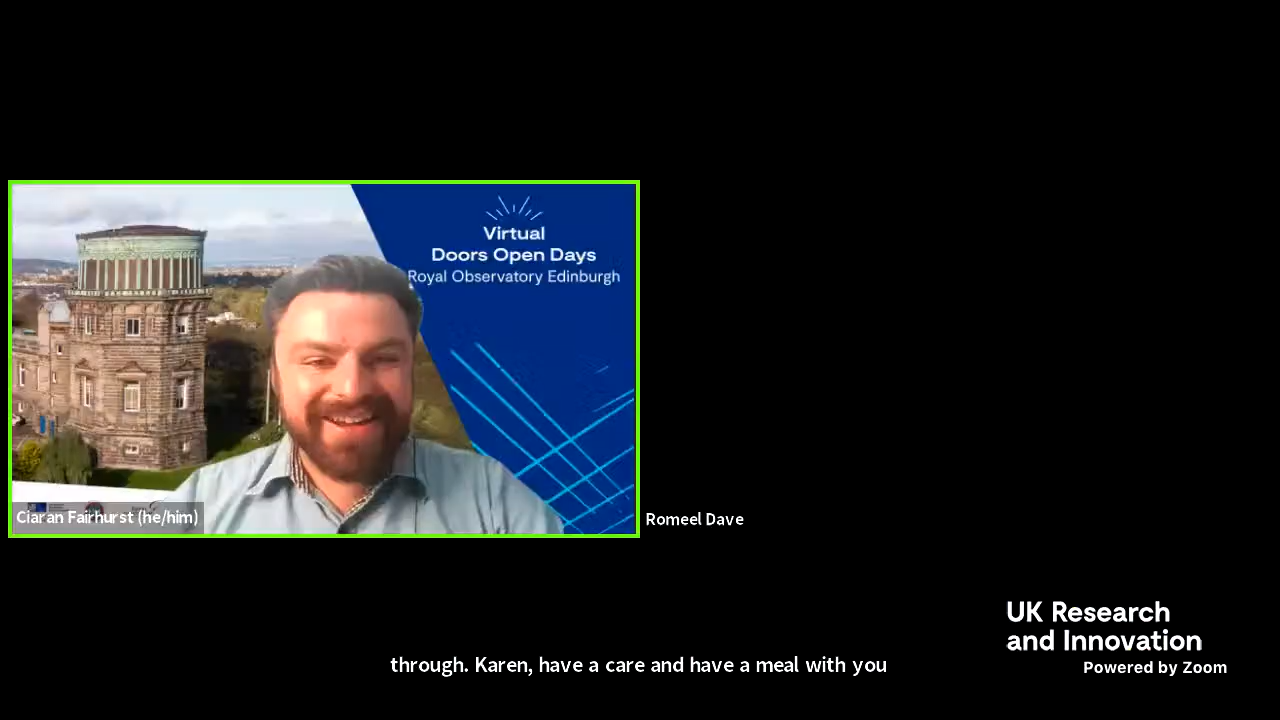 Virtual
Doors Open Days
Royal Observatory Edinburgh
Ciaran Fairhurst (he/him)
Romeel Dave
UK Research
and Innovation
Powered by Zoom
through. Karen, have a care and have a meal with you